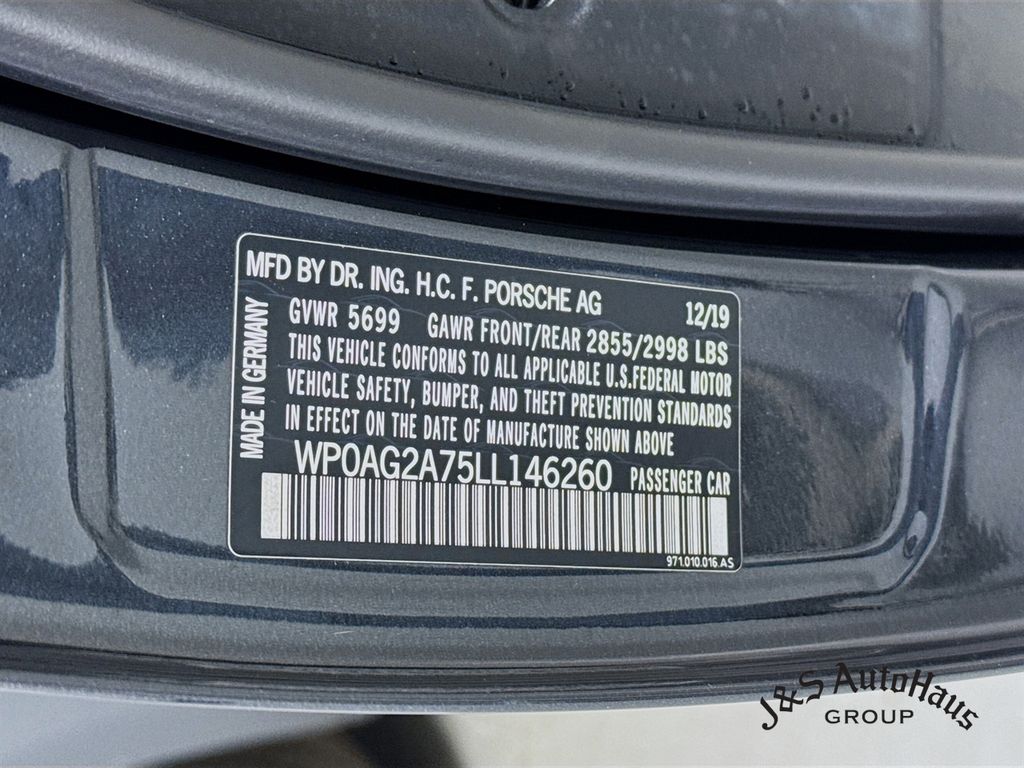 MFD BY DR. ING. H.C. F. PORSCHE AG 12/19
GVWR 5699 GAWR FRONT/REAR 2855/2998 LBS
THIS VEHICLE CONFORMS TO ALL APPLICABLE U.S.FEDERAL MOTOR
VEHICLE SAFETY, BUMPER, AND THEFT PREVENTION STANDARDS
IN EFFECT ON THE DATE OF MANUFACTURE SHOWN ABOVE
WP0AG2A75LL146260 PASSENGER CAR
971.010.016.AS
MADE IN GERMANY
J&S AutoHaus
GROUP